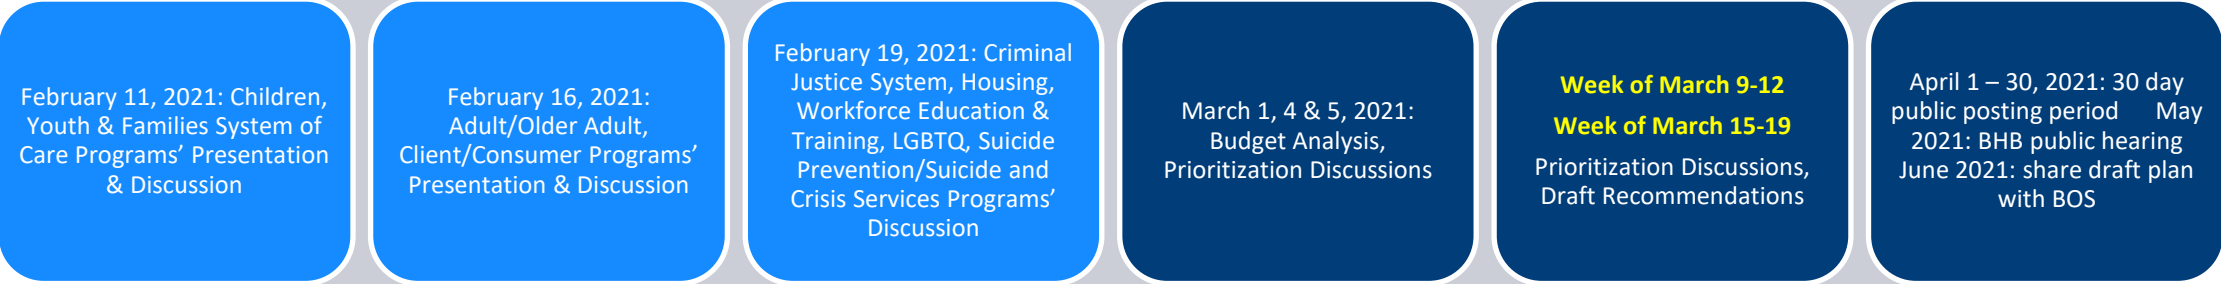 February 11, 2021: Children,
Youth & Families System of
Care Programs’ Presentation
& Discussion
February 16, 2021:
Adult/Older Adult,
Client/Consumer Programs’
Presentation & Discussion
February 19, 2021: Criminal
Justice System, Housing,
Workforce Education &
Training, LGBTQ, Suicide
Prevention/Suicide and
Crisis Services Programs’
Discussion
March 1, 4 & 5, 2021:
Budget Analysis,
Prioritization Discussions
Week of March 9-12
Week of March 15-19
Prioritization Discussions,
Draft Recommendations
April 1 – 30, 2021: 30 day
public posting period May
2021: BHB public hearing
June 2021: share draft plan
with BOS